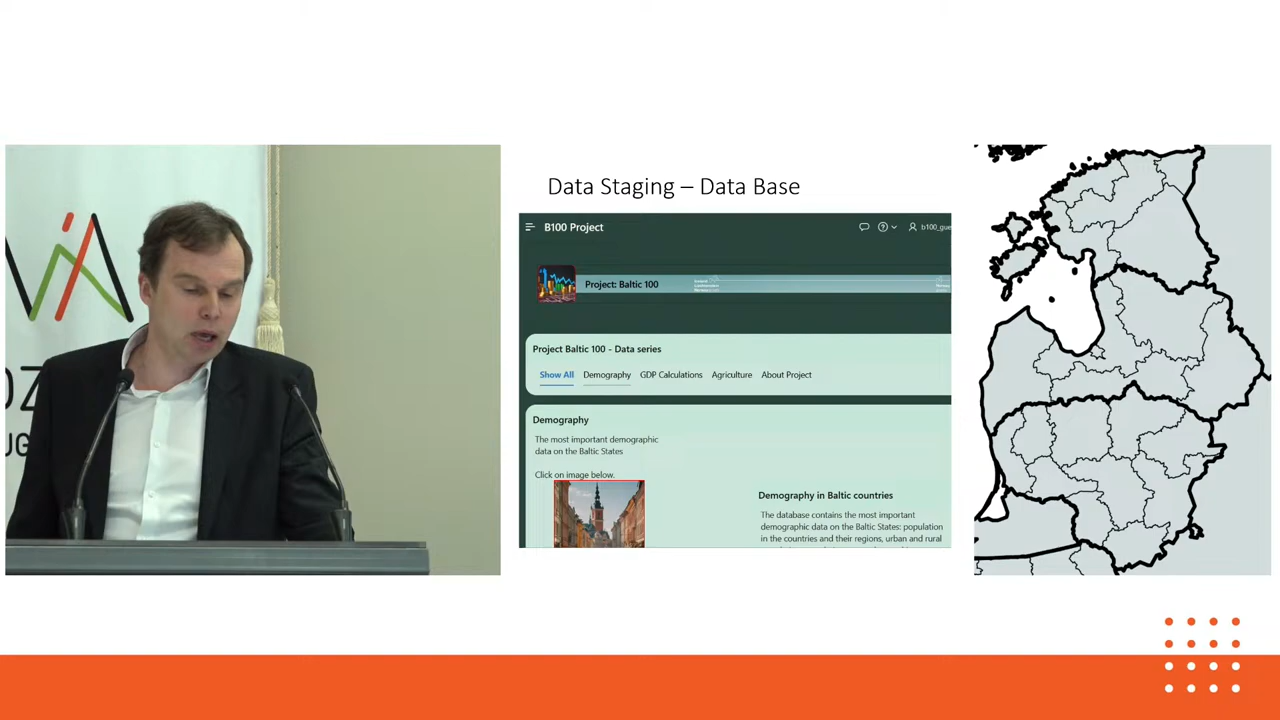 Data Staging – Data Base
B100 Project
b100_gue
Project: Baltic 100
Project Baltic 100 - Data series
Show All
Demography
GDP Calculations
Agriculture
About Project
Demography
The most important demographic
data on the Baltic States
Click on image below.
Demography in Baltic countries
The database contains the most important
demographic data on the Baltic States: population
in the countries and their regions, urban and rural